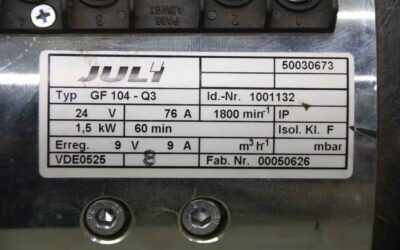 PASS
JULI
50030673
Typ GF 104 - Q3 Id.-Nr. 1001132
24 V 76 A 1800 min⁻¹ IP
1,5 kW 60 min Isol. Kl. F
Erreg. 9 V 9 A m³ h⁻¹ mbar
VDE0525 8 Fab. Nr. 00050626